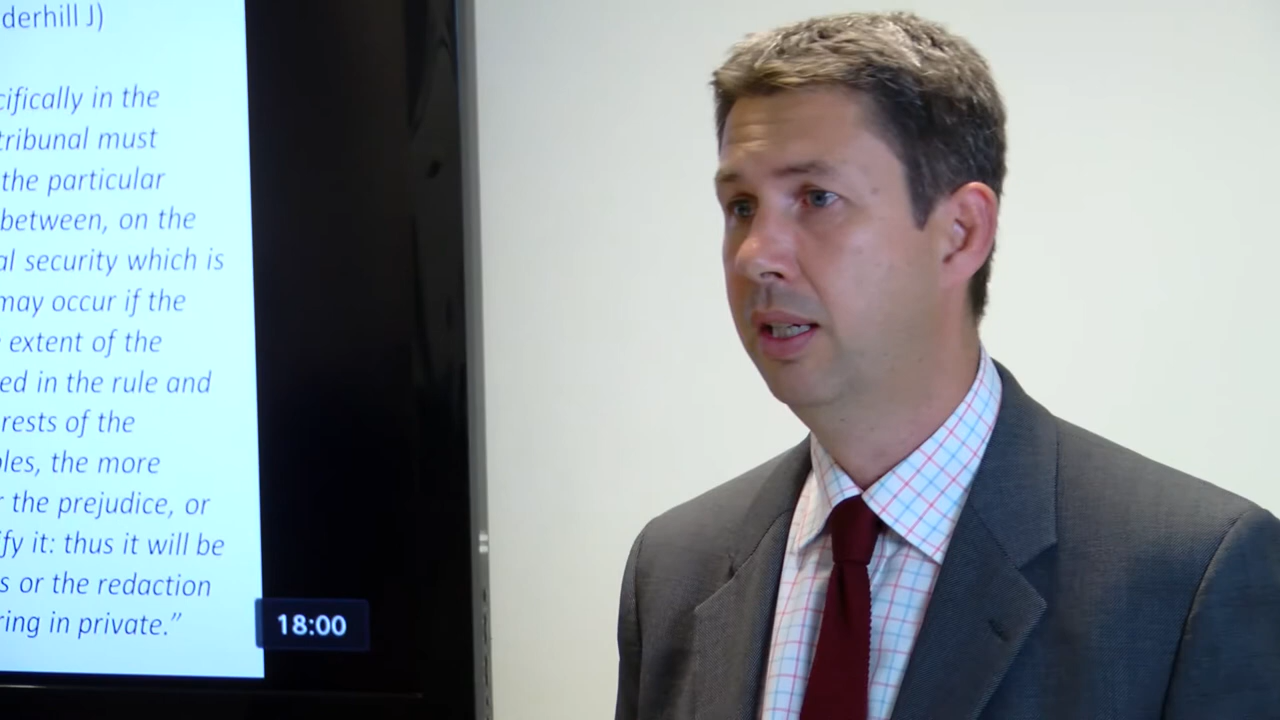 derhill J)
cifically in the
tribunal must
the particular
between, on the
al security which is
may occur if the
extent of the
ed in the rule and
rests of the
les, the more
r the prejudice, or
fy it: thus it will be
s or the redaction
ring in private.”
18:00